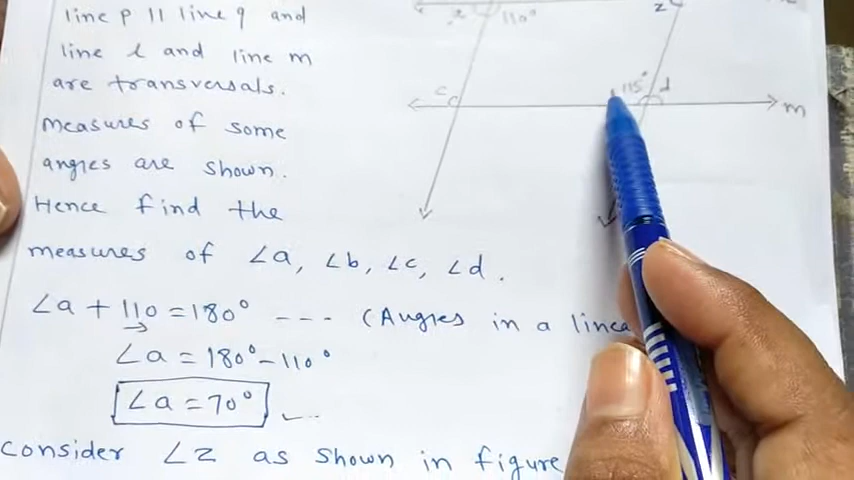 line p || line q and
line l and line m
are transversals.
measures of some
angles are shown.
Hence find the
measures of ∠a, ∠b, ∠c, ∠d.
∠a + 110 = 180° --- (Angles in a
∠a = 180° - 110°
∠a = 70°
consider ∠z as shown in figure
110°
z
c
115°
d
m